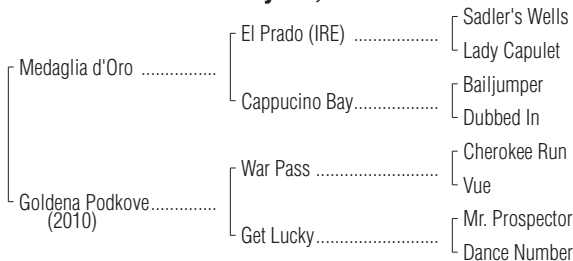 Sadler's Wells
El Prado (IRE) ..................
Lady Capulet
Medaglia d'Oro ................
Bailjumper
Cappucino Bay..................
Dubbed In
Cherokee Run
War Pass ..........................
Vue
Goldena Podkove..............
(2010)
Mr. Prospector
Get Lucky..........................
Dance Number